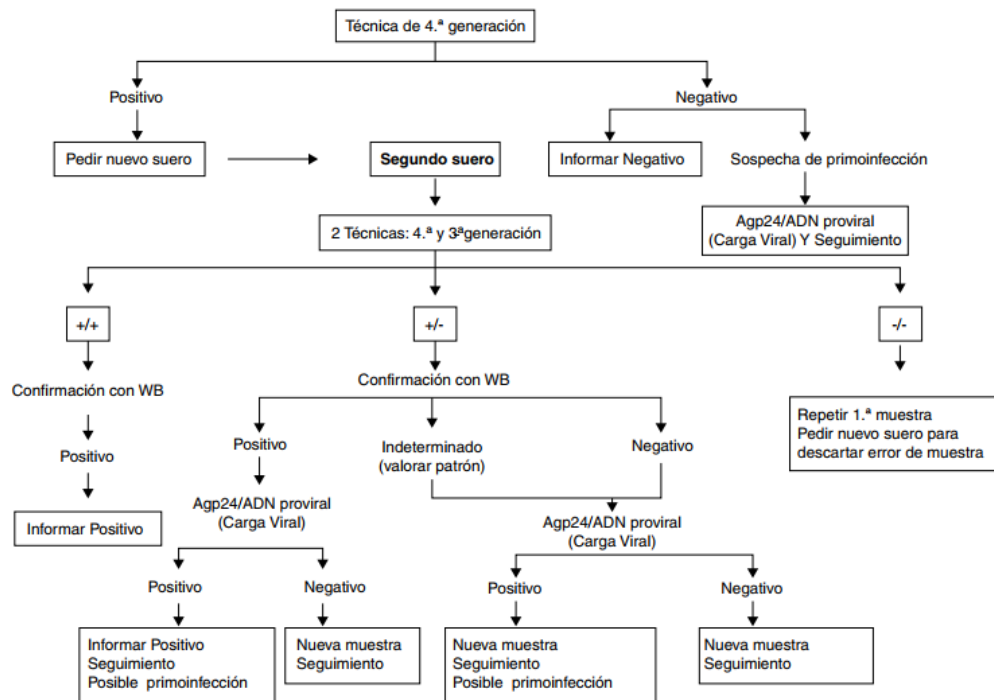 Técnica de 4.ª generación
Positivo
Negativo
Pedir nuevo suero
Segundo suero
Informar Negativo
Sospecha de primoinfección
2 Técnicas: 4.ª y 3ªgeneración
Agp24/ADN proviral
(Carga Viral) Y Seguimiento
+/+
+/-
-/-
Confirmación con WB
Confirmación con WB
Repetir 1.ª muestra
Pedir nuevo suero para
descartar error de muestra
Positivo
Positivo
Indeterminado
(valorar patrón)
Negativo
Informar Positivo
Agp24/ADN proviral
(Carga Viral)
Agp24/ADN proviral
(Carga Viral)
Positivo
Negativo
Positivo
Negativo
Informar Positivo
Seguimiento
Posible primoinfección
Nueva muestra
Seguimiento
Nueva muestra
Seguimiento
Posible primoinfección
Nueva muestra
Seguimiento